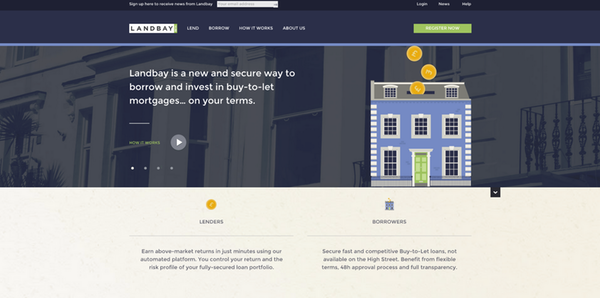 Sign up here to receive news from Landbay
Your email address
Login News Help
LANDBAY
LEND BORROW HOW IT WORKS ABOUT US
REGISTER NOW
Landbay is a new and secure way to
borrow and invest in buy-to-let
mortgages... on your terms.
HOW IT WORKS
LENDERS
BORROWERS
Earn above-market returns in just minutes using our
automated platform. You control your return and the
risk profile of your fully-secured loan portfolio.
Secure fast and competitive Buy-to-Let loans, not
available on the High Street. Benefit from flexible
terms, 48h approval process and full transparency.